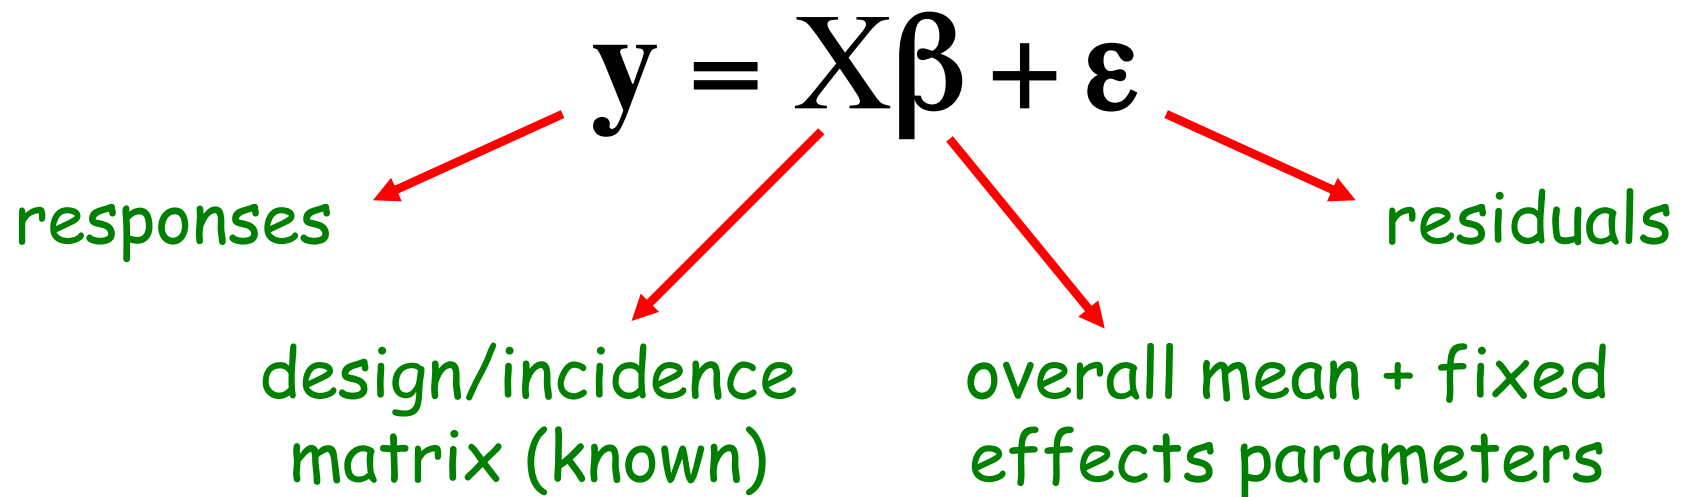 y = Xβ + ε
responses
residuals
design/incidence
matrix (known)
overall mean + fixed
effects parameters